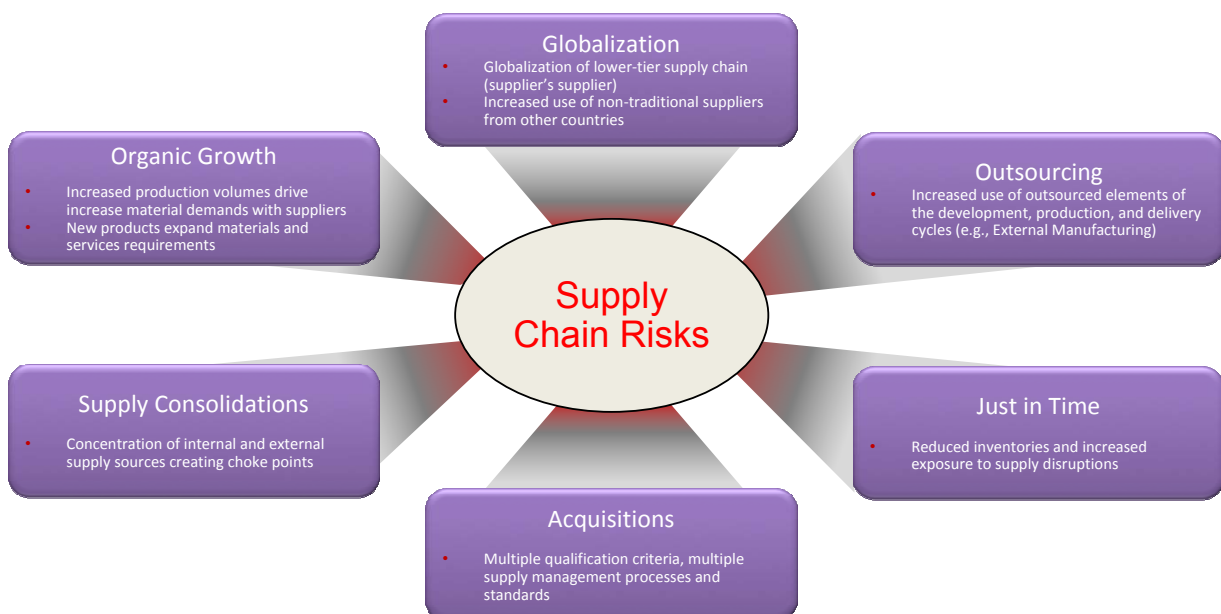 Globalization
• Globalization of lower-tier supply chain
(supplier's supplier)
• Increased use of non-traditional suppliers
from other countries
Organic Growth
• Increased production volumes drive
increase material demands with suppliers
• New products expand materials and
services requirements
Outsourcing
• Increased use of outsourced elements of
the development, production, and delivery
cycles (e.g., External Manufacturing)
Supply
Chain Risks
Supply Consolidations
• Concentration of internal and external
supply sources creating choke points
Just in Time
• Reduced inventories and increased
exposure to supply disruptions
Acquisitions
• Multiple qualification criteria, multiple
supply management processes and
standards